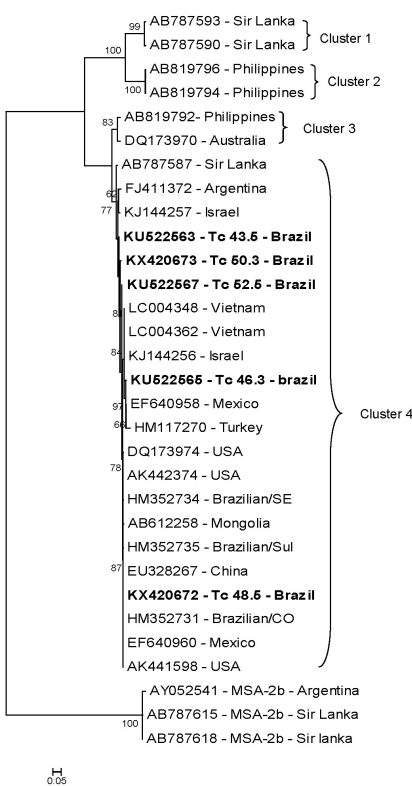 AB787593 - Sir Lanka
99
Cluster 1
AB787590 - Sir Lanka
100
AB819796 - Philippines
Cluster 2
100
AB819794 - Philippines
AB819792- Philippines
83
Cluster 3
DQ173970 - Australia
AB787587 - Sir Lanka
FJ411372 - Argentina
77
KJ144257 - Israel
KU522563 - Tc 43.5 - Brazil
KX420673 - Tc 50.3 - Brazil
KU522567 - Tc 52.5 - Brazil
LC004348 - Vietnam
LC004362 - Vietnam
84
KJ144256 - Israel
KU522565 - Tc 46.3 - brazil
97
EF640958 - Mexico
Cluster 4
HM117270 - Turkey
DQ173974 - USA
78
AK442374 - USA
HM352734 - Brazilian/SE
AB612258 - Mongolia
HM352735 - Brazilian/Sul
87
EU328267 - China
KX420672 - Tc 48.5 - Brazil
HM352731 - Brazilian/CO
EF640960 - Mexico
AK441598 - USA
AY052541 - MSA-2b - Argentina
AB787615 - MSA-2b - Sir Lanka
100
AB787618 - MSA-2b - Sir lanka
0.05